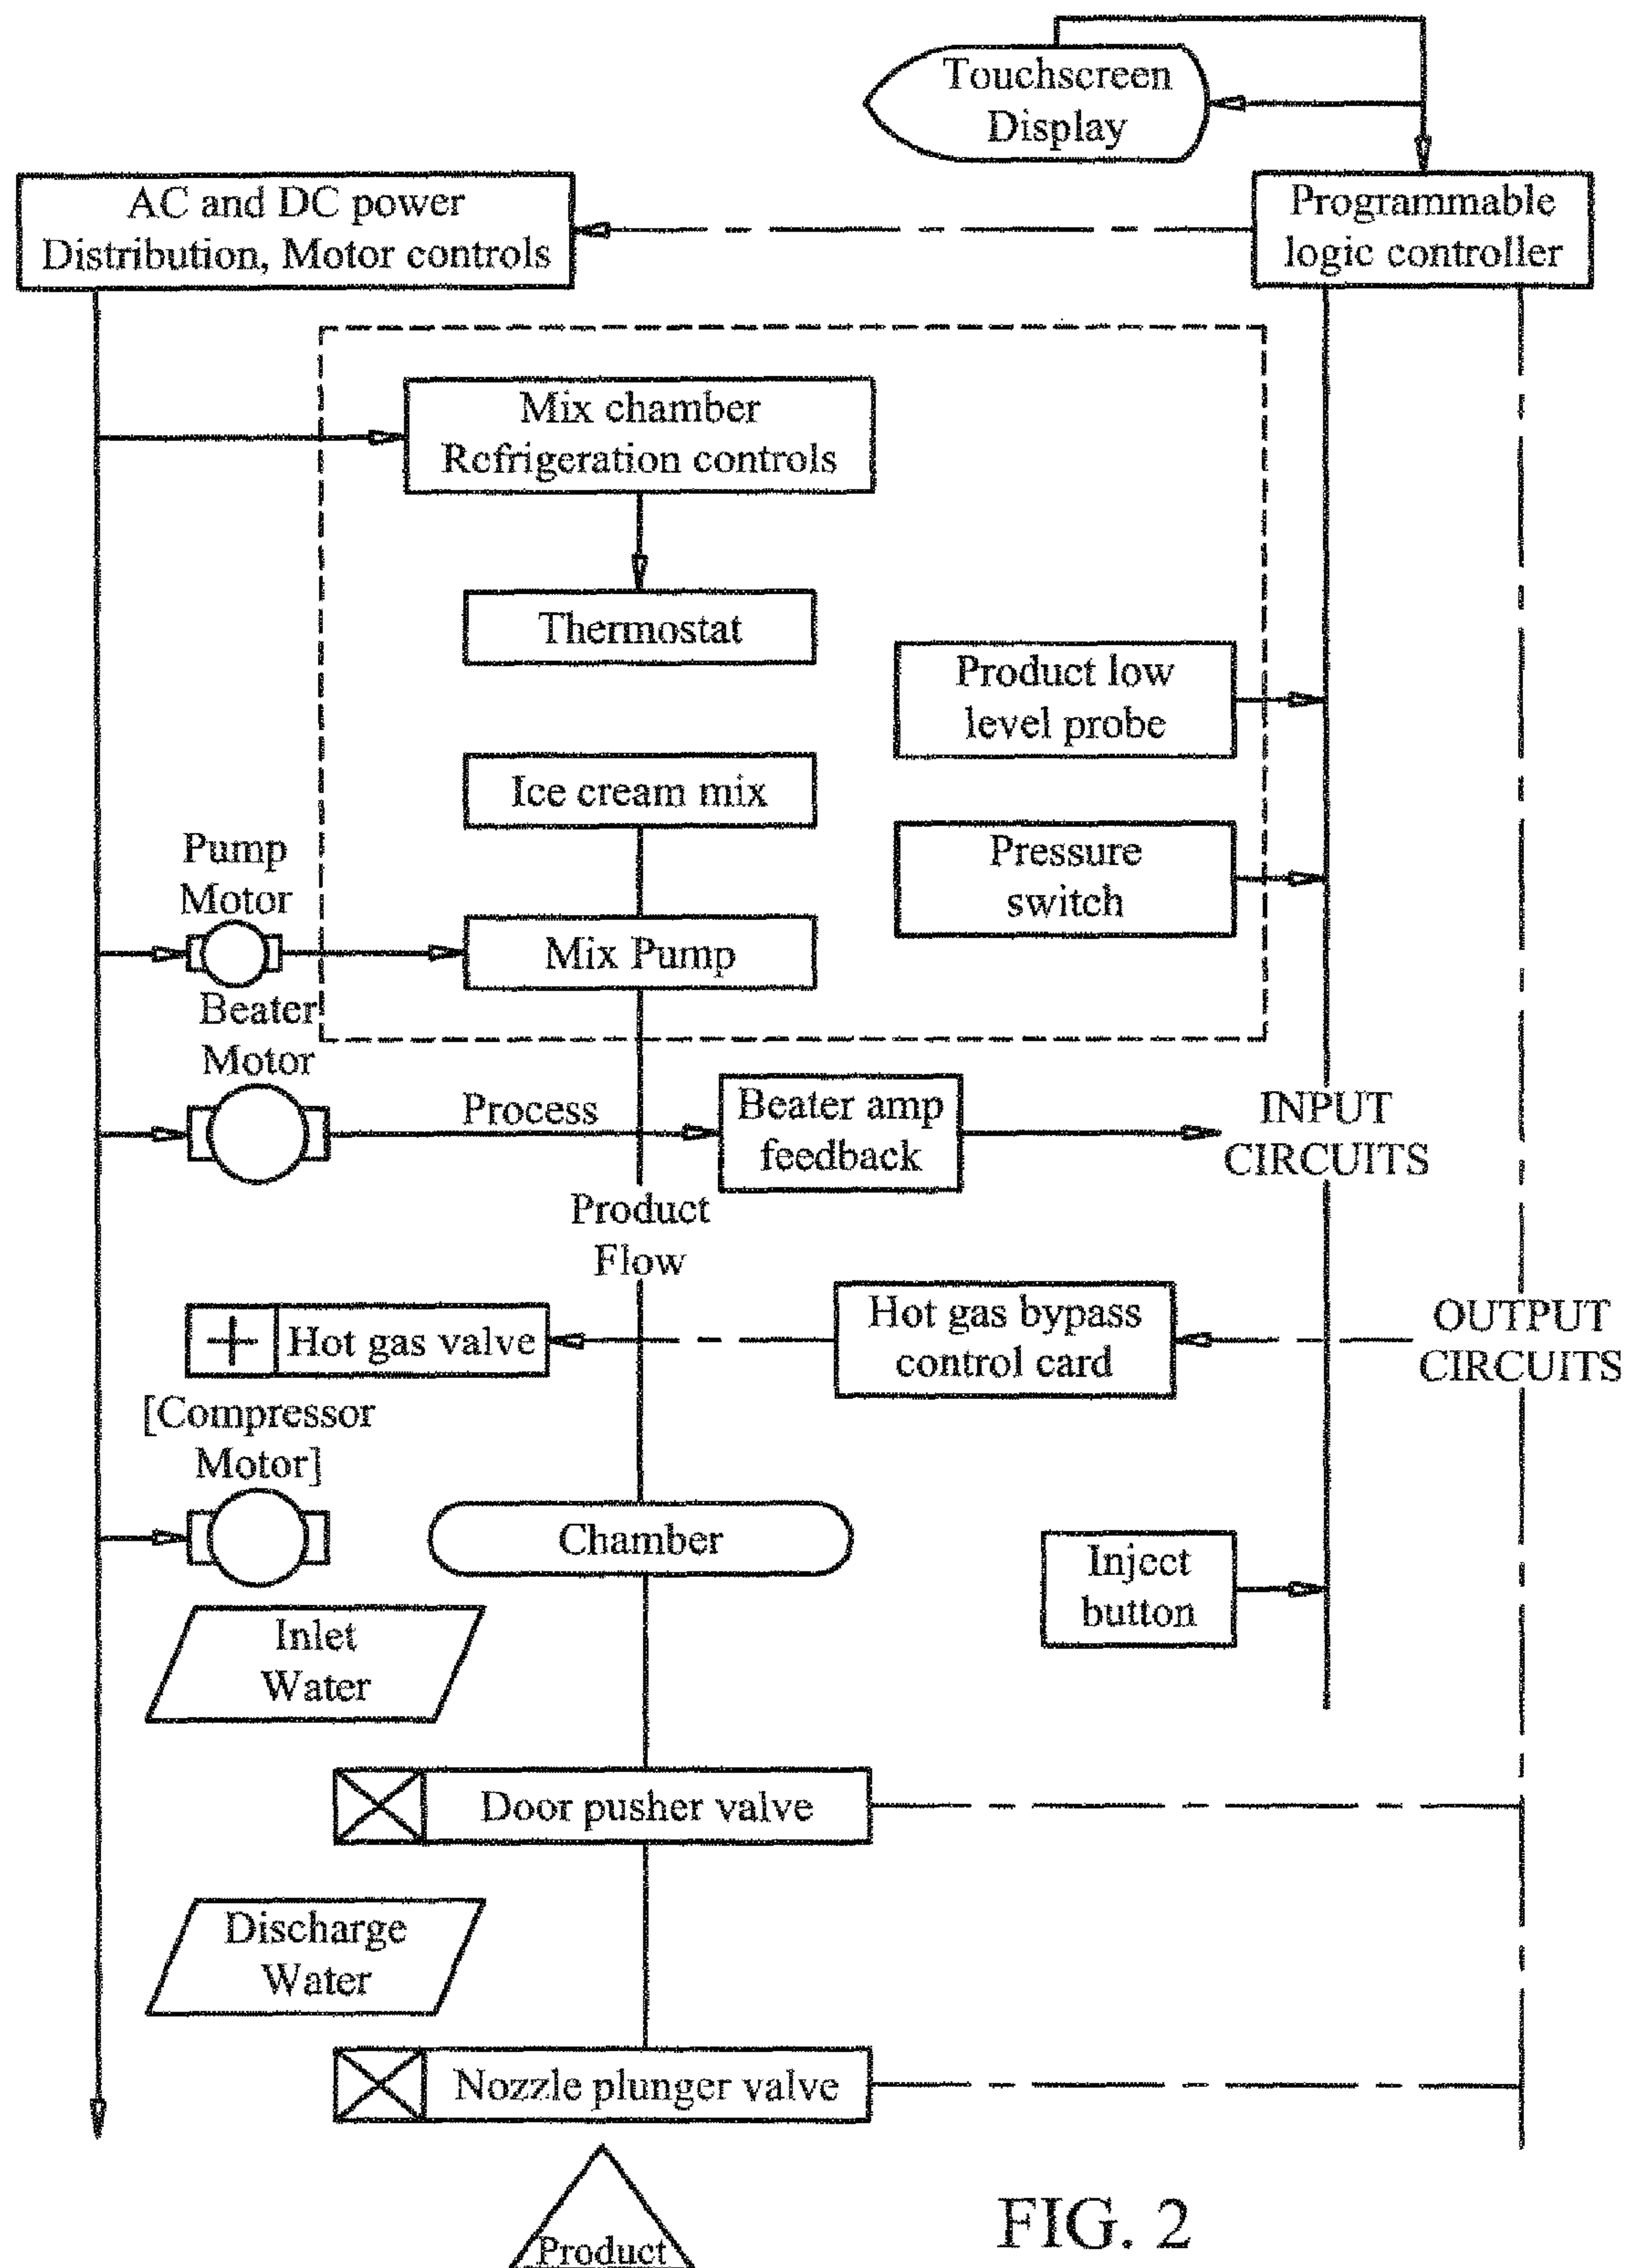 Touchscreen
Display
AC and DC power
Distribution, Motor controls
Programmable
logic controller
Mix chamber
Refrigeration controls
Thermostat
Product low
level probe
Ice cream mix
Pressure
switch
Pump
Motor
Mix Pump
Beater
Motor
Process
Beater amp
feedback
INPUT
CIRCUITS
Product
Flow
Hot gas valve
Hot gas bypass
control card
OUTPUT
CIRCUITS
[Compressor
Motor]
Chamber
Inject
button
Inlet
Water
Door pusher valve
Discharge
Water
Nozzle plunger valve
Product
FIG. 2